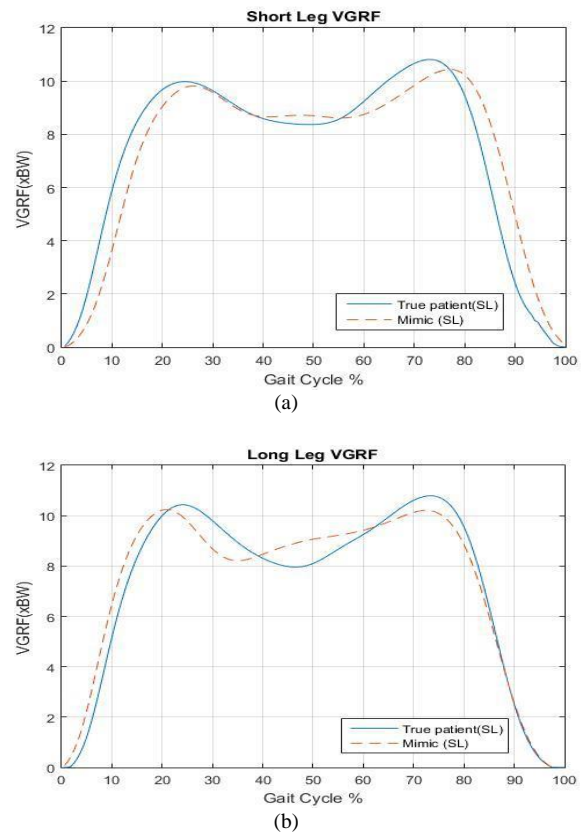 Short Leg VGRF
12
10
8
6
4
2
0
VGRF(xBW)
True patient(SL)
Mimic (SL)
0 10 20 30 40 50 60 70 80 90 100
Gait Cycle %
(a)
Long Leg VGRF
12
10
8
6
4
2
0
VGRF(xBW)
True patient(SL)
Mimic (SL)
0 10 20 30 40 50 60 70 80 90 100
Gait Cycle %
(b)